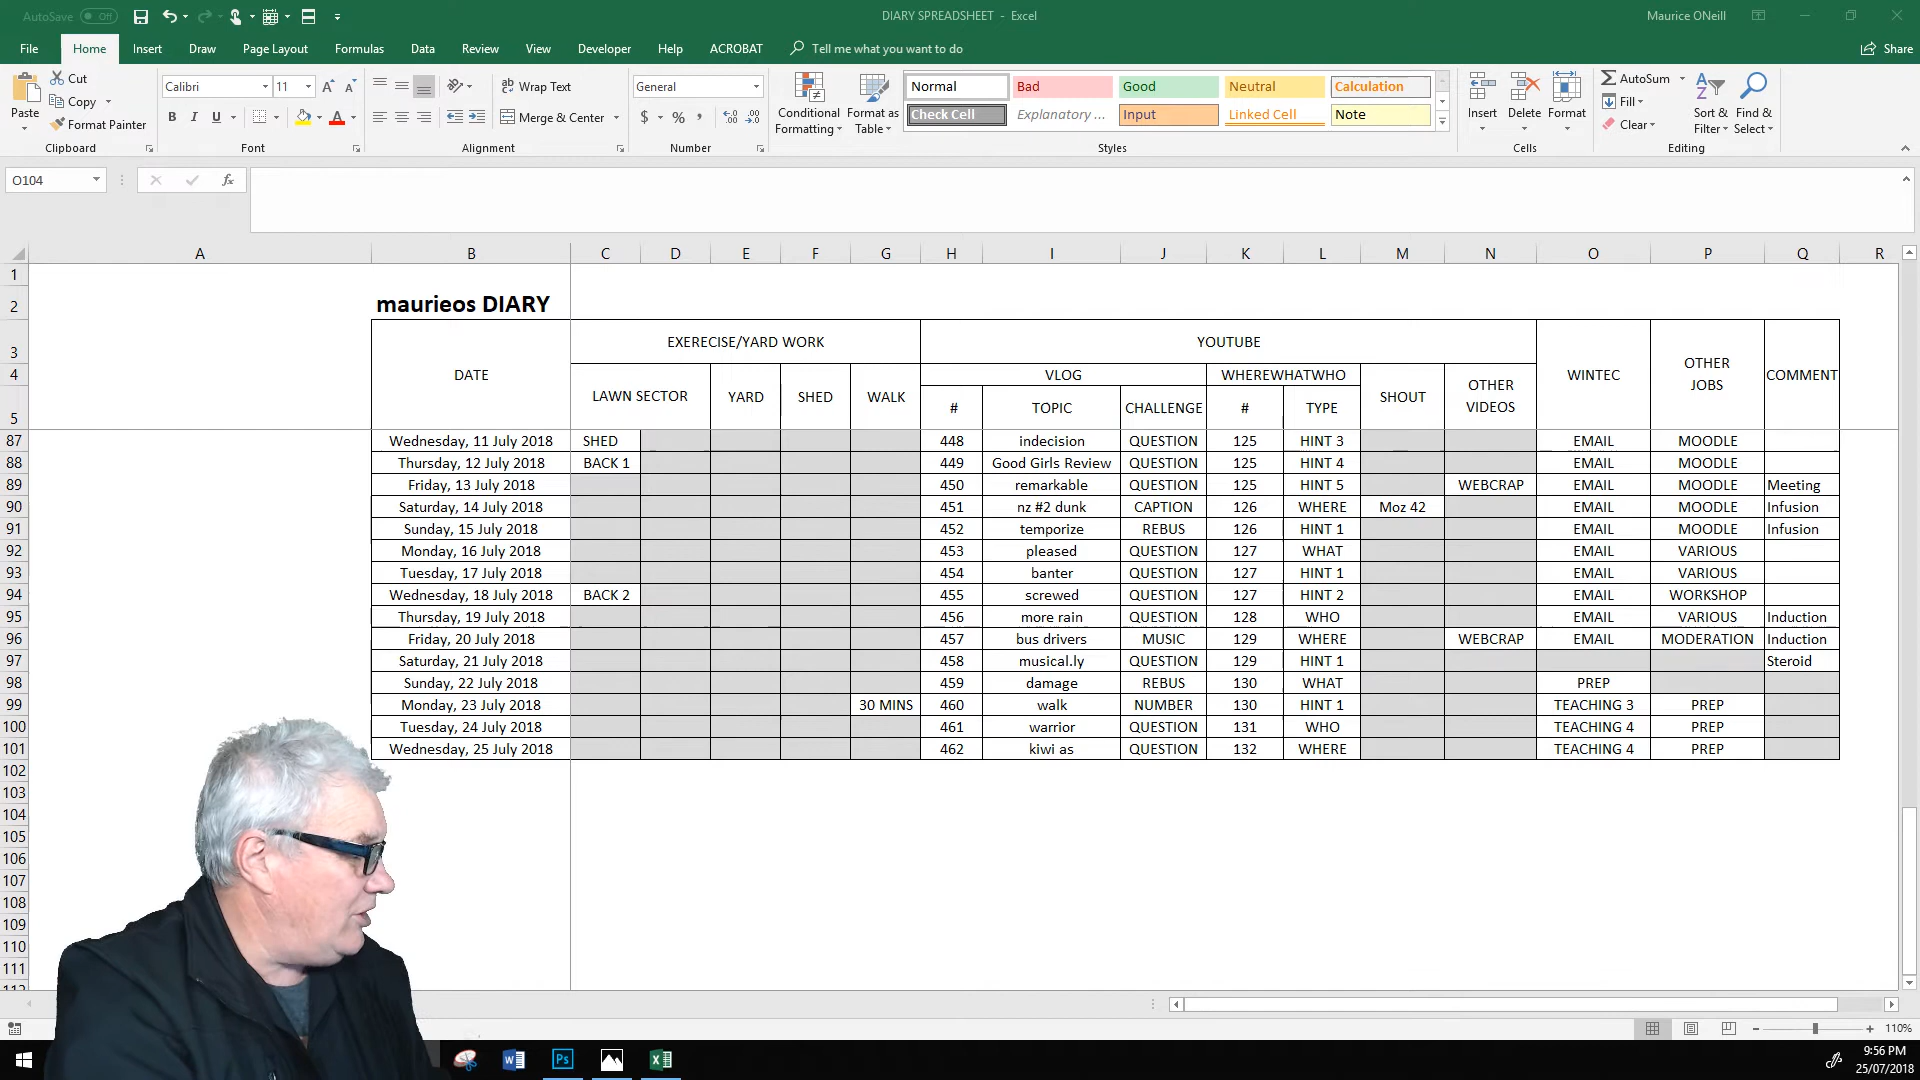 AutoSave Off
DIARY SPREADSHEET - Excel
Maurice ONeill
File Home Insert Draw Page Layout Formulas Data Review View Developer Help ACROBAT Tell me what you want to do Share
Cut
Copy
Format Painter
Paste
Clipboard
Calibri 11
B I U
Font
Wrap Text
Merge & Center
Alignment
General
$ % ,
Number
Conditional Formatting
Format as Table
Normal Bad Good Neutral Calculation
Check Cell Explanatory ... Input Linked Cell Note
Styles
Insert Delete Format
Cells
AutoSum
Fill
Clear
Sort & Filter
Find & Select
Editing
O104 fx
A B C D E F G H I J K L M N O P Q R
1
2 maurieos DIARY
3 EXERECISE/YARD WORK YOUTUBE
4 DATE LAWN SECTOR YARD SHED WALK VLOG WHEREWHATWHO SHOUT OTHER VIDEOS WINTEC OTHER JOBS COMMENT
5 # TOPIC CHALLENGE # TYPE
87 Wednesday, 11 July 2018 SHED 448 indecision QUESTION 125 HINT 3 EMAIL MOODLE
88 Thursday, 12 July 2018 BACK 1 449 Good Girls Review QUESTION 125 HINT 4 EMAIL MOODLE
89 Friday, 13 July 2018 450 remarkable QUESTION 125 HINT 5 WEBCRAP EMAIL MOODLE Meeting
90 Saturday, 14 July 2018 451 nz #2 dunk CAPTION 126 WHERE Moz 42 EMAIL MOODLE Infusion
91 Sunday, 15 July 2018 452 temporize REBUS 126 HINT 1 EMAIL MOODLE Infusion
92 Monday, 16 July 2018 453 pleased QUESTION 127 WHAT EMAIL VARIOUS
93 Tuesday, 17 July 2018 454 banter QUESTION 127 HINT 1 EMAIL VARIOUS
94 Wednesday, 18 July 2018 BACK 2 455 screwed QUESTION 127 HINT 2 EMAIL WORKSHOP
95 Thursday, 19 July 2018 456 more rain QUESTION 128 WHO EMAIL VARIOUS Induction
96 Friday, 20 July 2018 457 bus drivers MUSIC 129 WHERE WEBCRAP EMAIL MODERATION Induction
97 Saturday, 21 July 2018 458 musical.ly QUESTION 129 HINT 1 Steroid
98 Sunday, 22 July 2018 459 damage REBUS 130 WHAT PREP
99 Monday, 23 July 2018 30 MINS 460 walk NUMBER 130 HINT 1 TEACHING 3 PREP
100 Tuesday, 24 July 2018 461 warrior QUESTION 131 WHO TEACHING 4 PREP
101 Wednesday, 25 July 2018 462 kiwi as QUESTION 132 WHERE TEACHING 4 PREP
102
103
104
105
106
107
108
109
110
111
112
110%
Ps
9:56 PM
25/07/2018